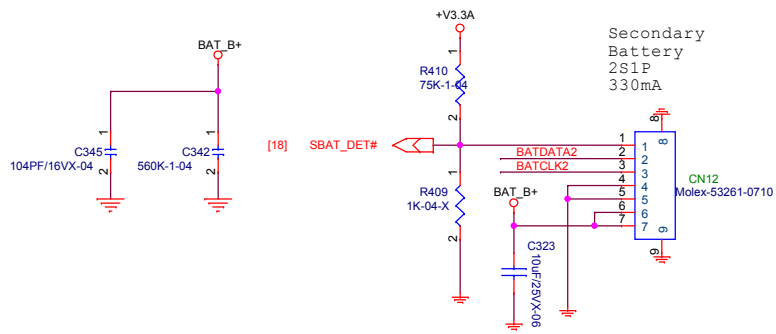 +V3.3A
Secondary
Battery
2S1P
330mA
BAT_B+
1
R410
75K-1-04
2
1
C345
104PF/16VX-04
2
1
C342
560K-1-04
2
[18]
SBAT_DET#
BATDATA2
BATCLK2
8
8
1
1
2
2
3
3
4
4
5
5
6
6
7
7
9
9
CN12
Molex-53261-0710
1
R409
1K-04-X
2
BAT_B+
C323
10uF/25VX-06